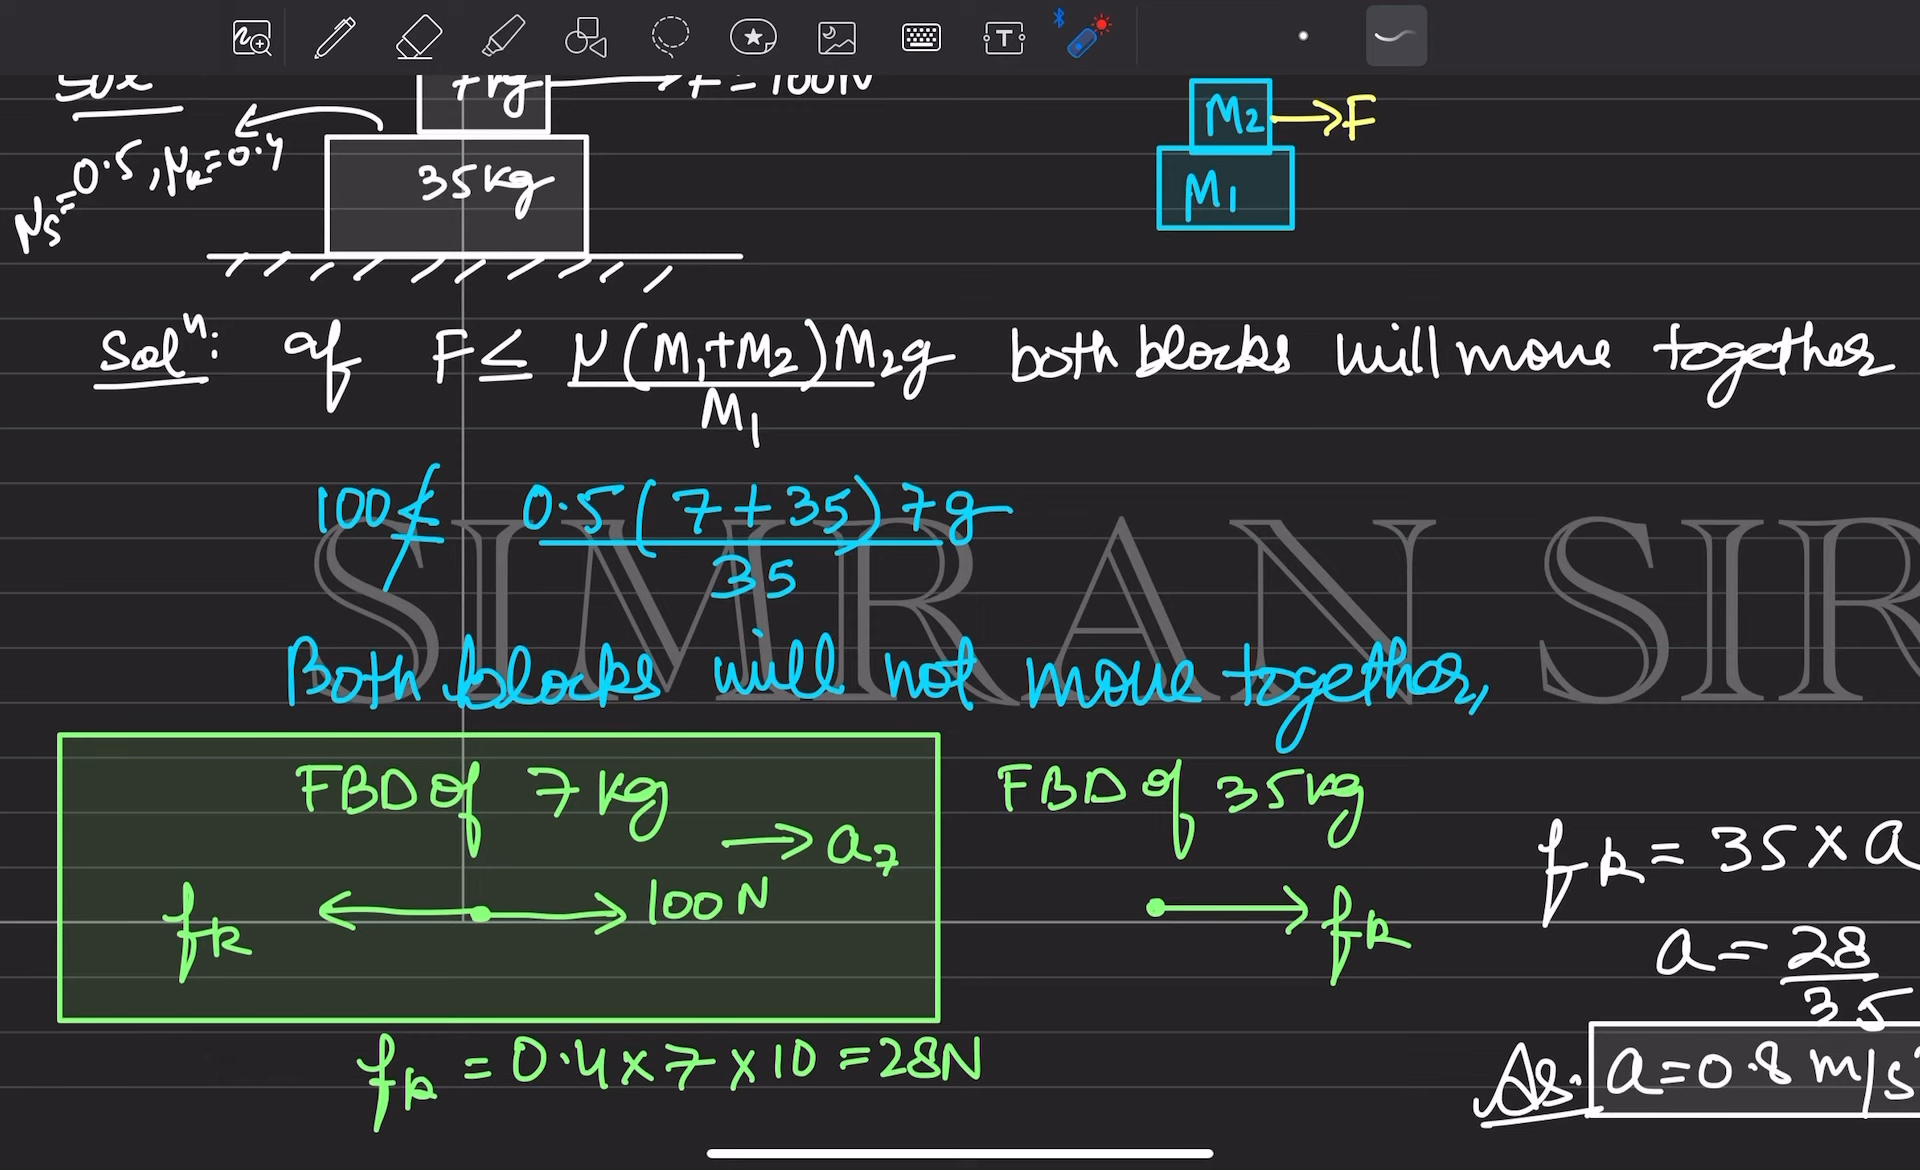 F = 100N
7kg
M2 → F
μs=0.5, μk=0.4
35kg
M1
Solⁿ: if F ≤ μ(M1+M2)M2g / M1 both blocks will move together
100 ≰ 0.5(7+35)7g / 35
SIMRAN SIR
Both blocks will not move together,
FBD of 7kg
→ a7
fk
100N
FBD of 35kg
fk
fk = 35 × a
a = 28/35
fk = 0.4×7×10 = 28N
As. a=0.8 m/s